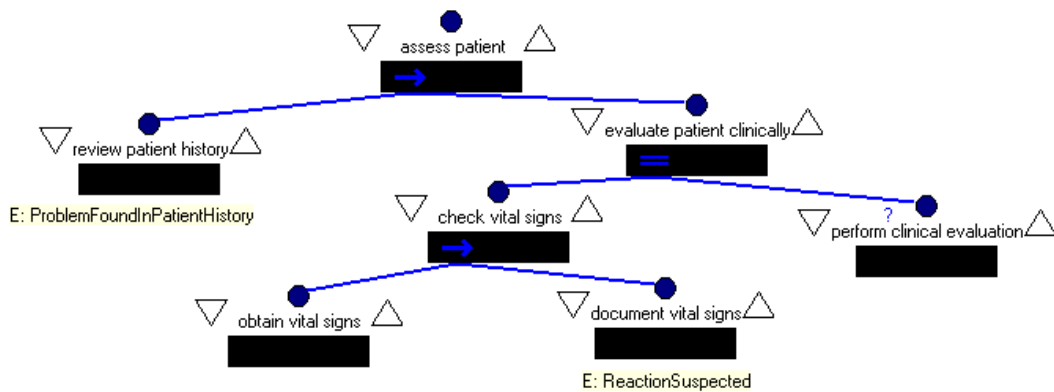 assess patient
review patient history
evaluate patient clinically
E: ProblemFoundInPatientHistory
check vital signs
?
perform clinical evaluation
obtain vital signs
document vital signs
E: ReactionSuspected